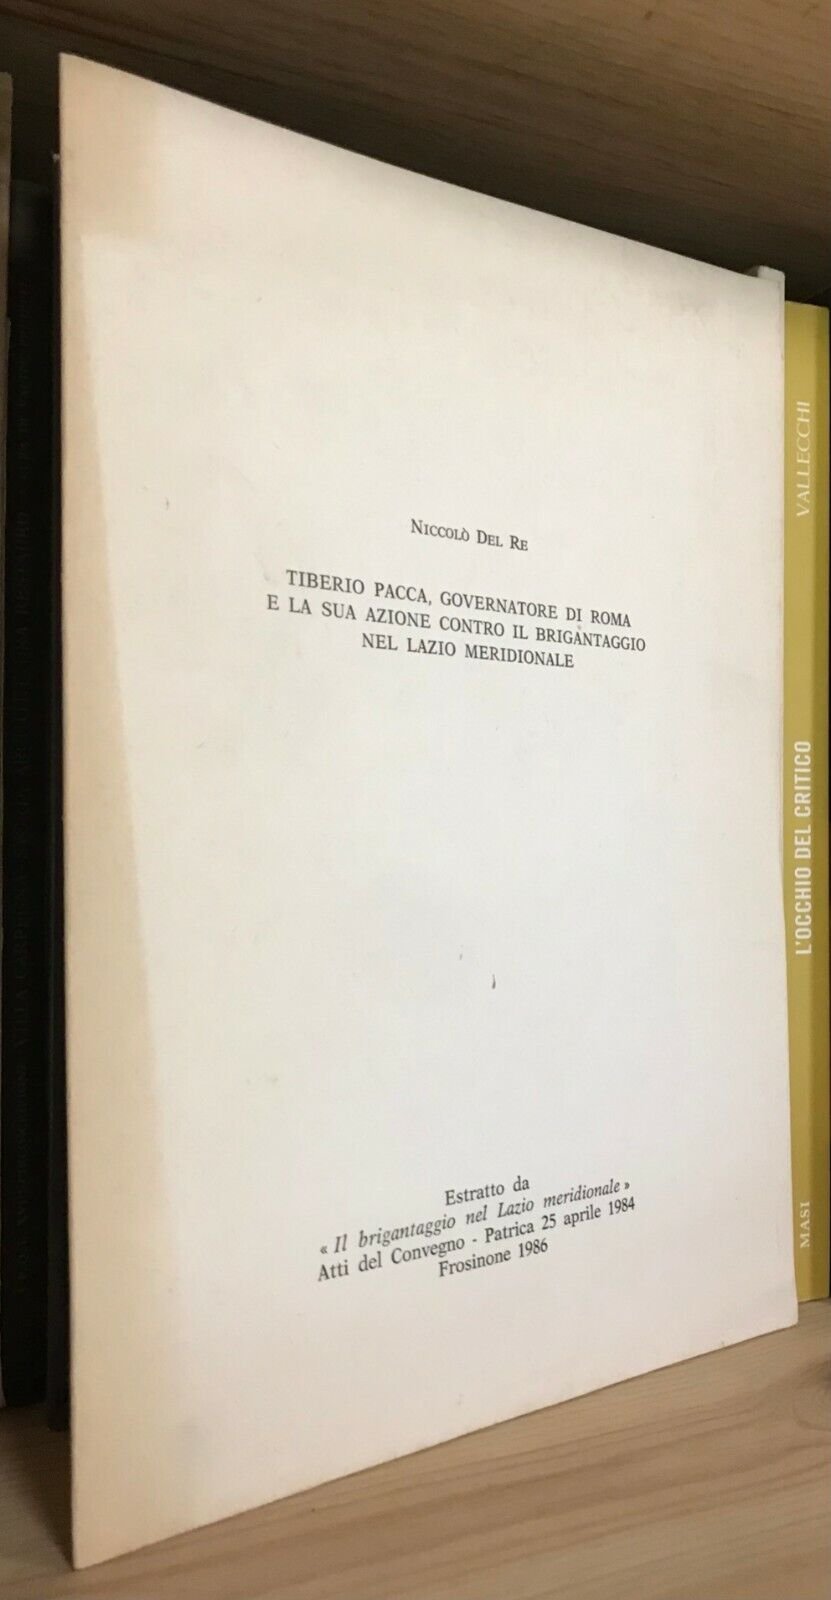 NICCOLÒ DEL RE
TIBERIO PACCA, GOVERNATORE DI ROMA
E LA SUA AZIONE CONTRO IL BRIGANTAGGIO
NEL LAZIO MERIDIONALE
Estratto da
« Il brigantaggio nel Lazio meridionale »
Atti del Convegno - Patrica 25 aprile 1984
Frosinone 1986
VALLECCHI
L'OCCHIO DEL CRITICO
MASI